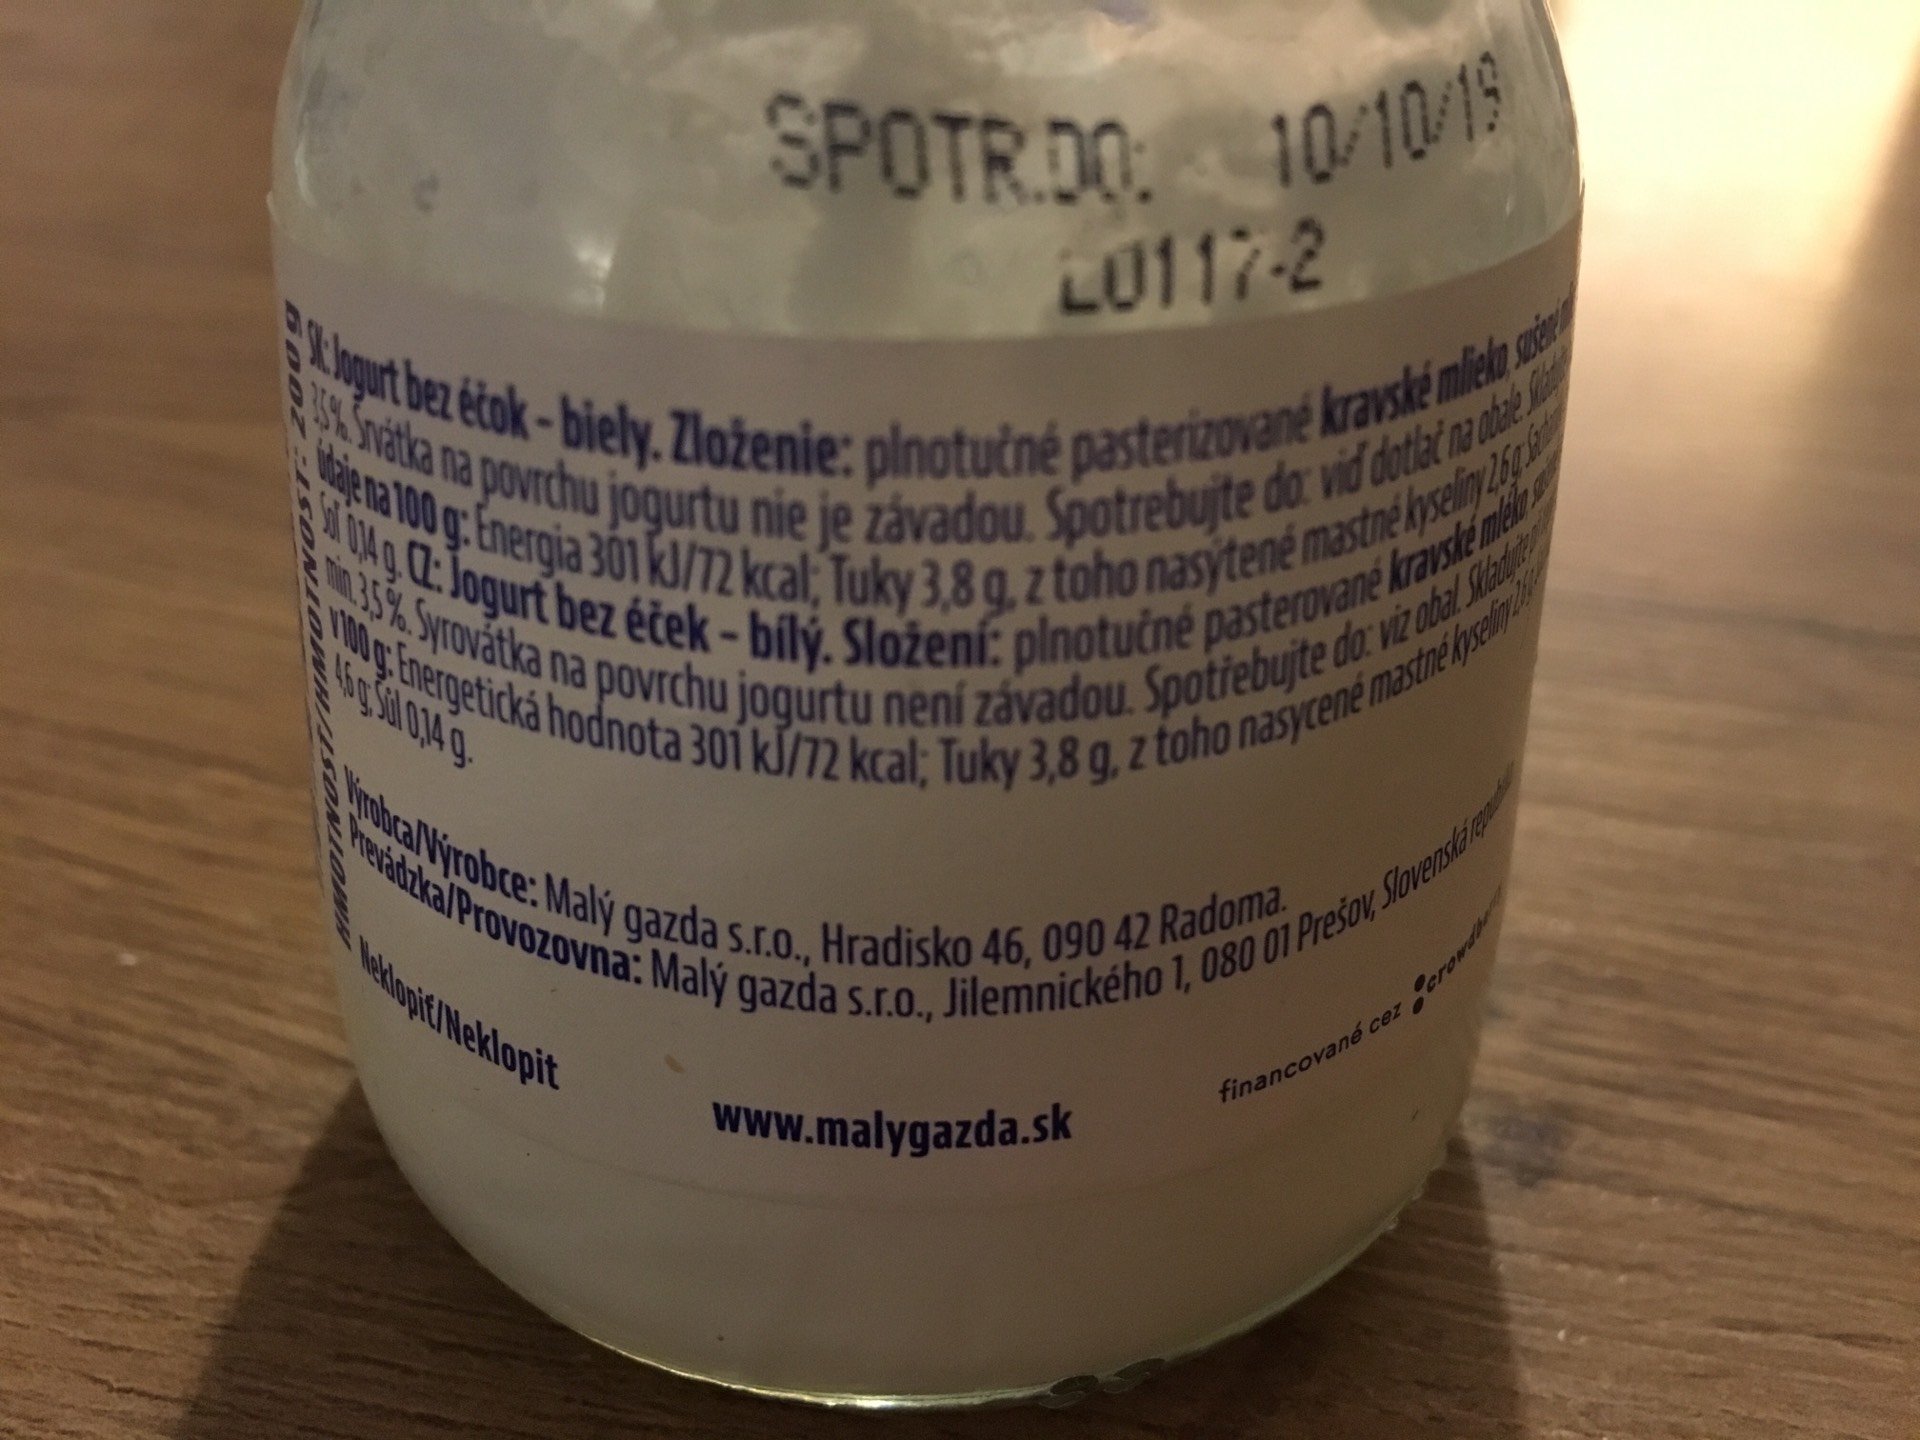 SPOTR.DO: 10/10/19
L0117-2
HMOTNOSŤ/HMOTNOST: 200 g
SK: Jogurt bez éčok – biely. Zloženie: plnotučné pasterizované kravské mlieko, sušené
3,5 %. Srvátka na povrchu jogurtu nie je závadou. Spotrebujte do: viď dotlač na obale. Skladujte
údaje na 100 g: Energia 301 kJ/72 kcal; Tuky 3,8 g, z toho nasýtené mastné kyseliny 2,6 g;
Soľ 0,14 g. CZ: Jogurt bez éček – bílý. Složení: plnotučné pasterované kravské mléko,
min. 3,5 %. Syrovátka na povrchu jogurtu není závadou. Spotřebujte do: viz obal. Skladujte
v 100 g: Energetická hodnota 301 kJ/72 kcal; Tuky 3,8 g, z toho nasycené mastné kyseliny 2,6 g
4,6 g; Sůl 0,14 g.
Výrobca/Výrobce: Malý gazda s.r.o., Hradisko 46, 090 42 Radoma.
Prevádzka/Provozovna: Malý gazda s.r.o., Jilemnického 1, 080 01 Prešov, Slovenská
financované cez
Neklopiť/Neklopit
www.malygazda.sk